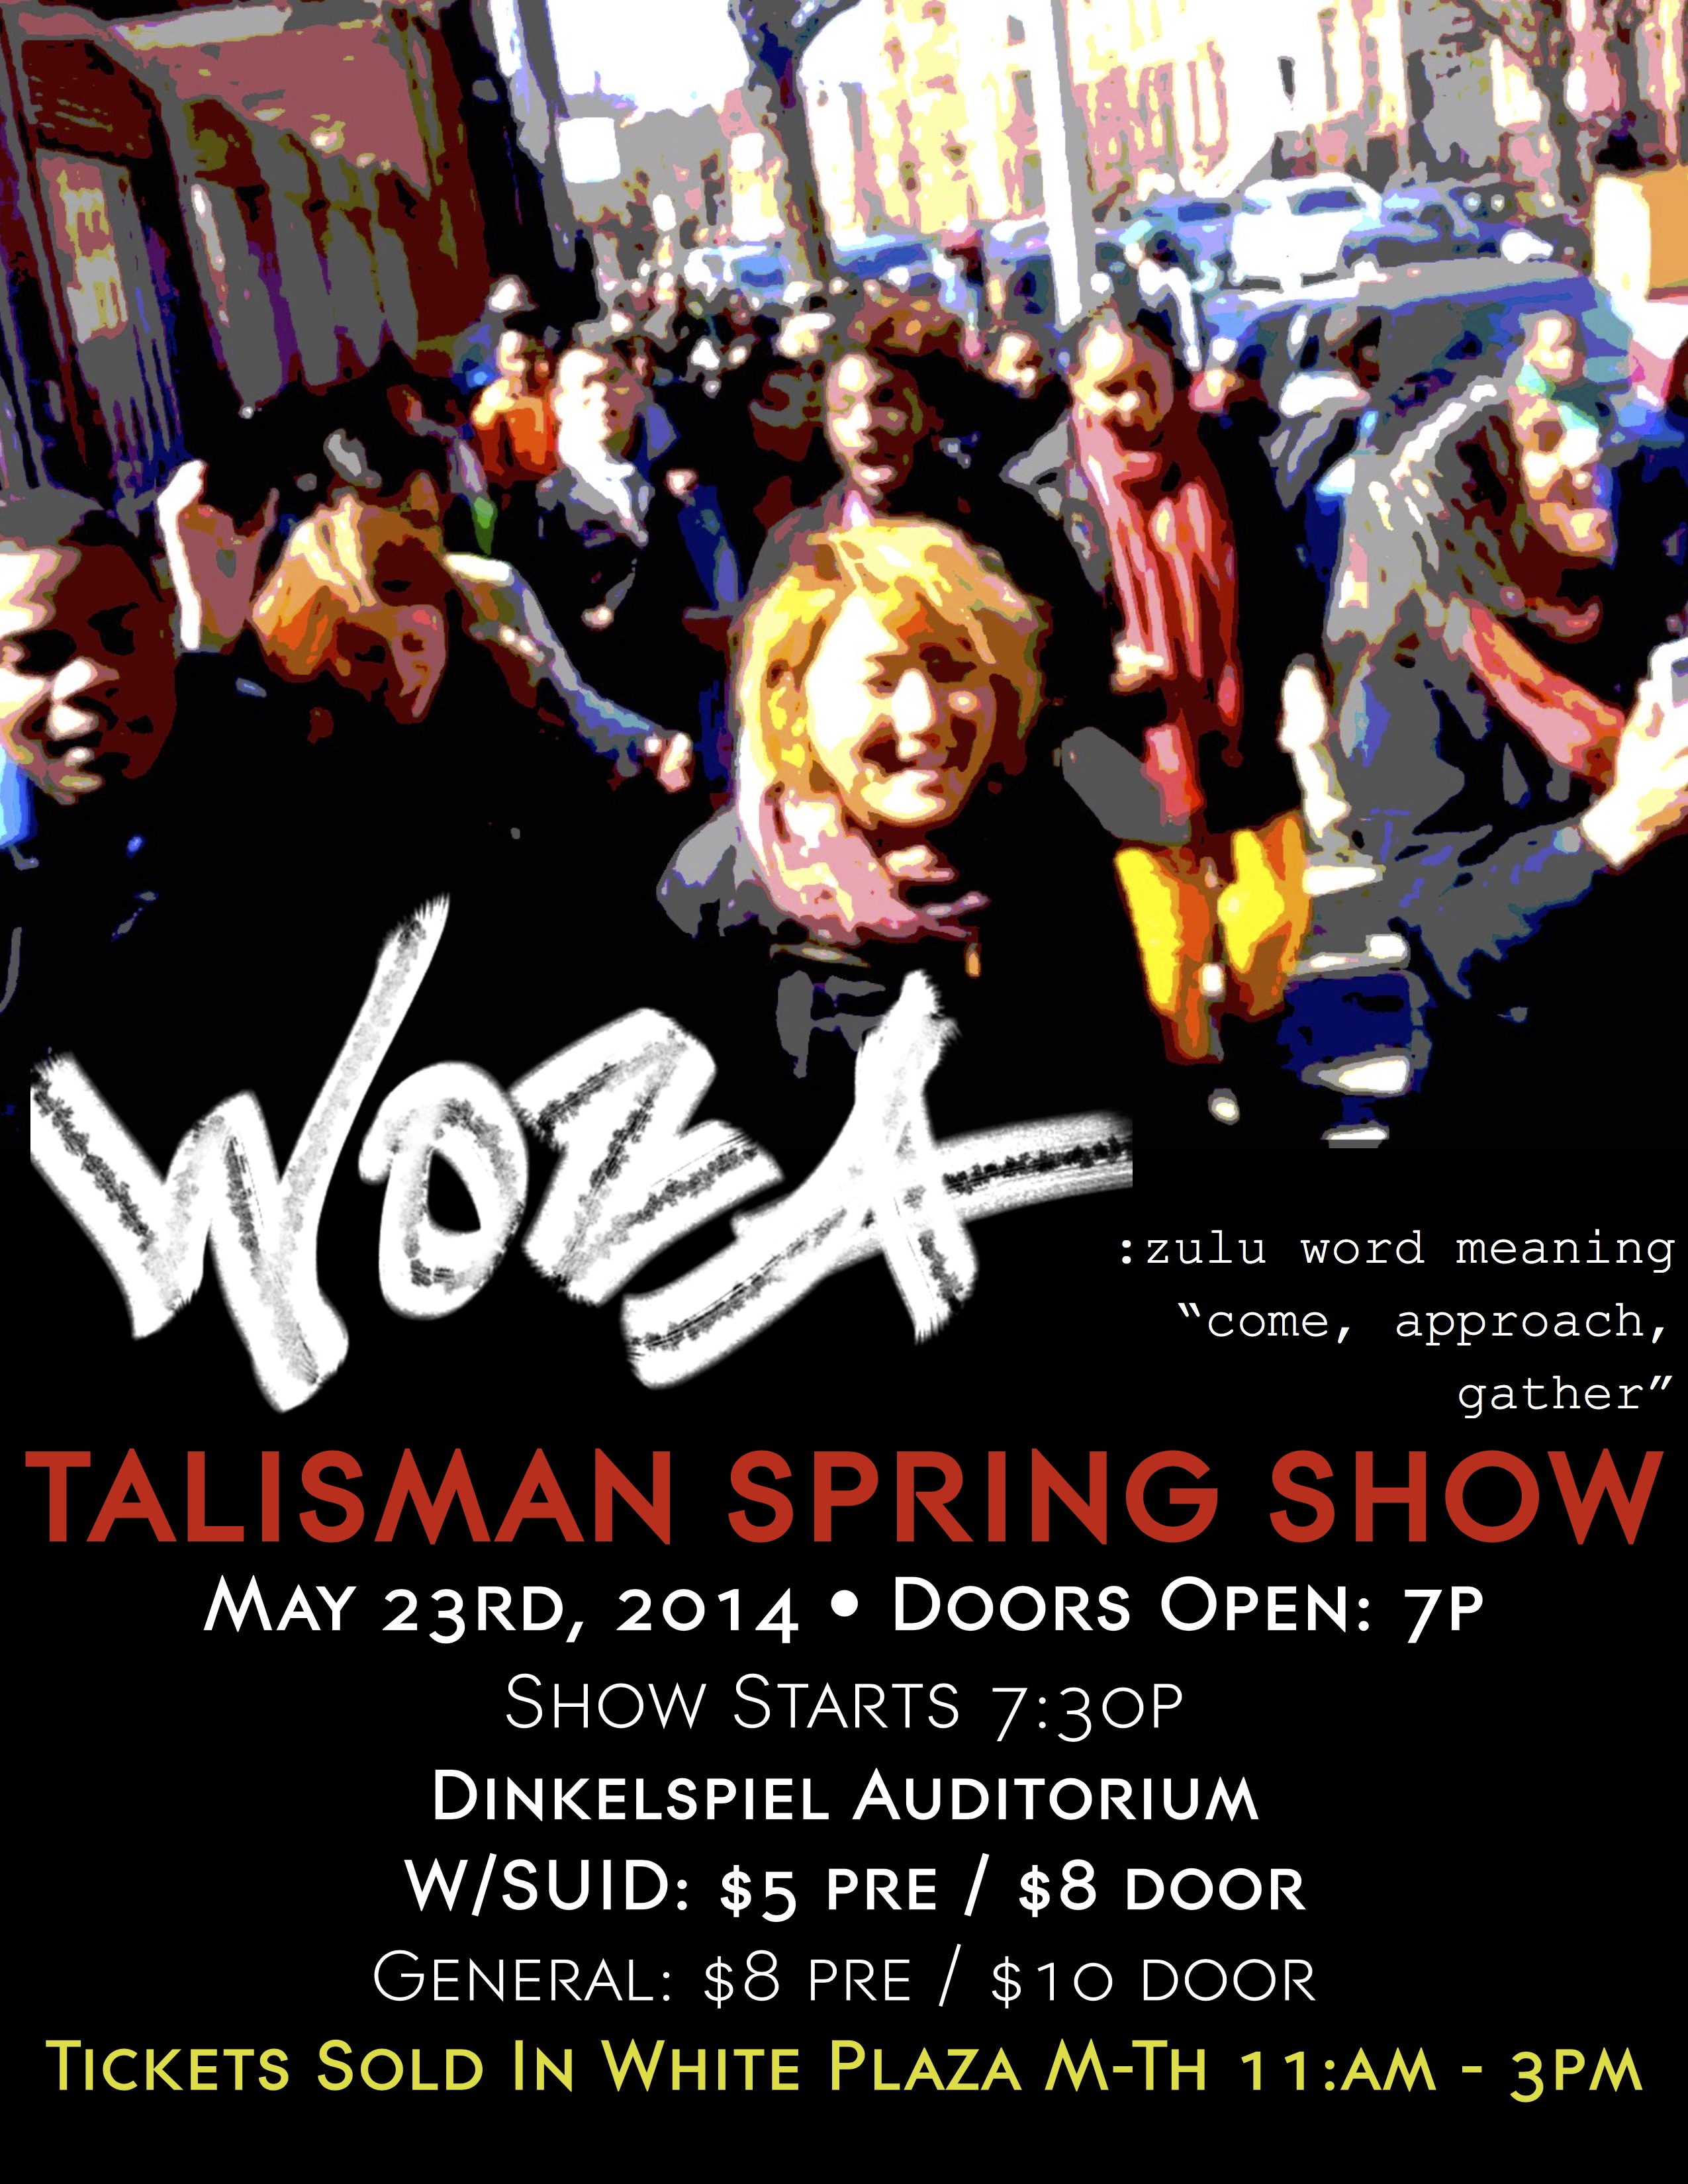 WOZA
:zulu word meaning
“come, approach,
gather”
TALISMAN SPRING SHOW
MAY 23RD, 2014 • DOORS OPEN: 7P
SHOW STARTS 7:30P
DINKELSPIEL AUDITORIUM
W/SUID: $5 PRE / $8 DOOR
GENERAL: $8 PRE / $10 DOOR
TICKETS SOLD IN WHITE PLAZA M-TH 11:AM - 3PM